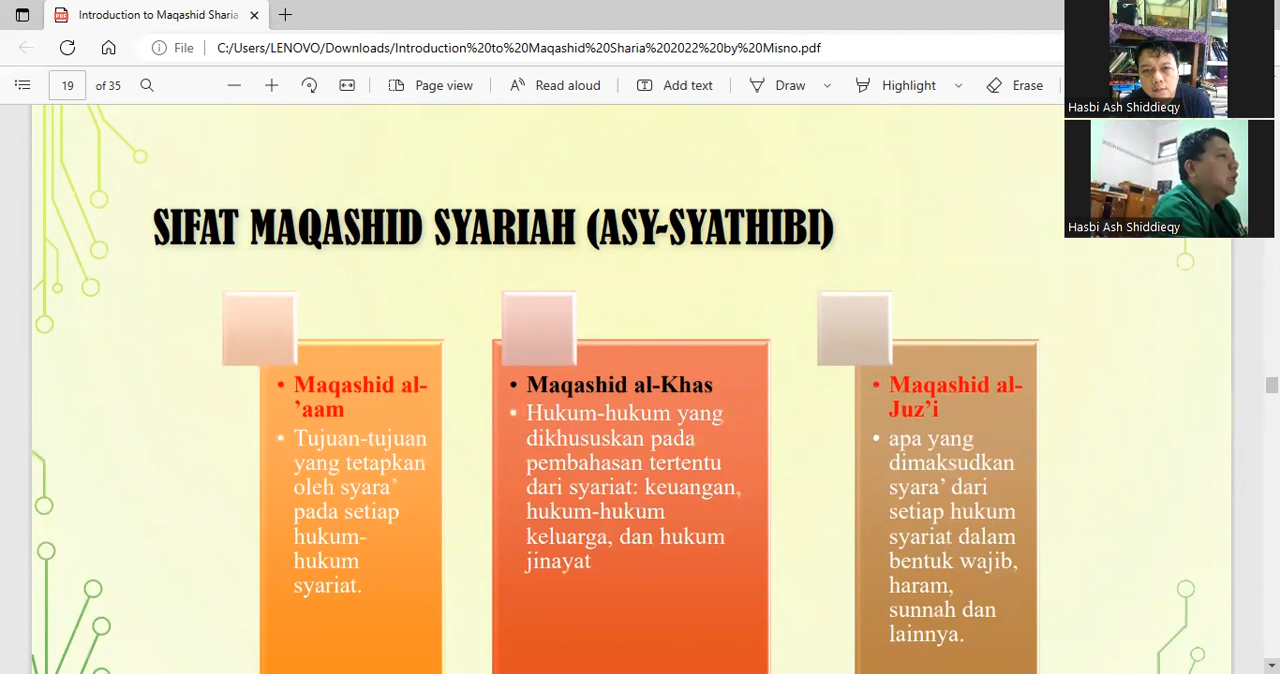 Introduction to Maqashid Sharia
File
C:/Users/LENOVO/Downloads/Introduction%20to%20Maqashid%20Sharia%202022%20by%20Misno.pdf
19 of 35
Page view
Read aloud
Add text
Draw
Highlight
Erase
Hasbi Ash Shiddieqy
Hasbi Ash Shiddieqy
SIFAT MAQASHID SYARIAH (ASY-SYATHIBI)
• Maqashid al-
’aam
• Tujuan-tujuan
yang tetapkan
oleh syara’
pada setiap
hukum-
hukum
syariat.
• Maqashid al-Khas
• Hukum-hukum yang
dikhususkan pada
pembahasan tertentu
dari syariat: keuangan,
hukum-hukum
keluarga, dan hukum
jinayat
• Maqashid al-
Juz’i
• apa yang
dimaksudkan
syara’ dari
setiap hukum
syariat dalam
bentuk wajib,
haram,
sunnah dan
lainnya.